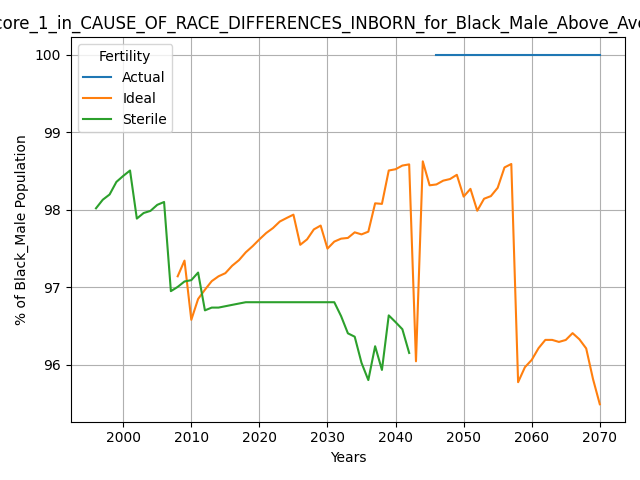 core_1_in_CAUSE_OF_RACE_DIFFERENCES_INBORN_for_Black_Male_Above_Ave
Fertility
Actual
Ideal
Sterile
% of Black_Male Population
100
99
98
97
96
2000 2010 2020 2030 2040 2050 2060 2070
Years